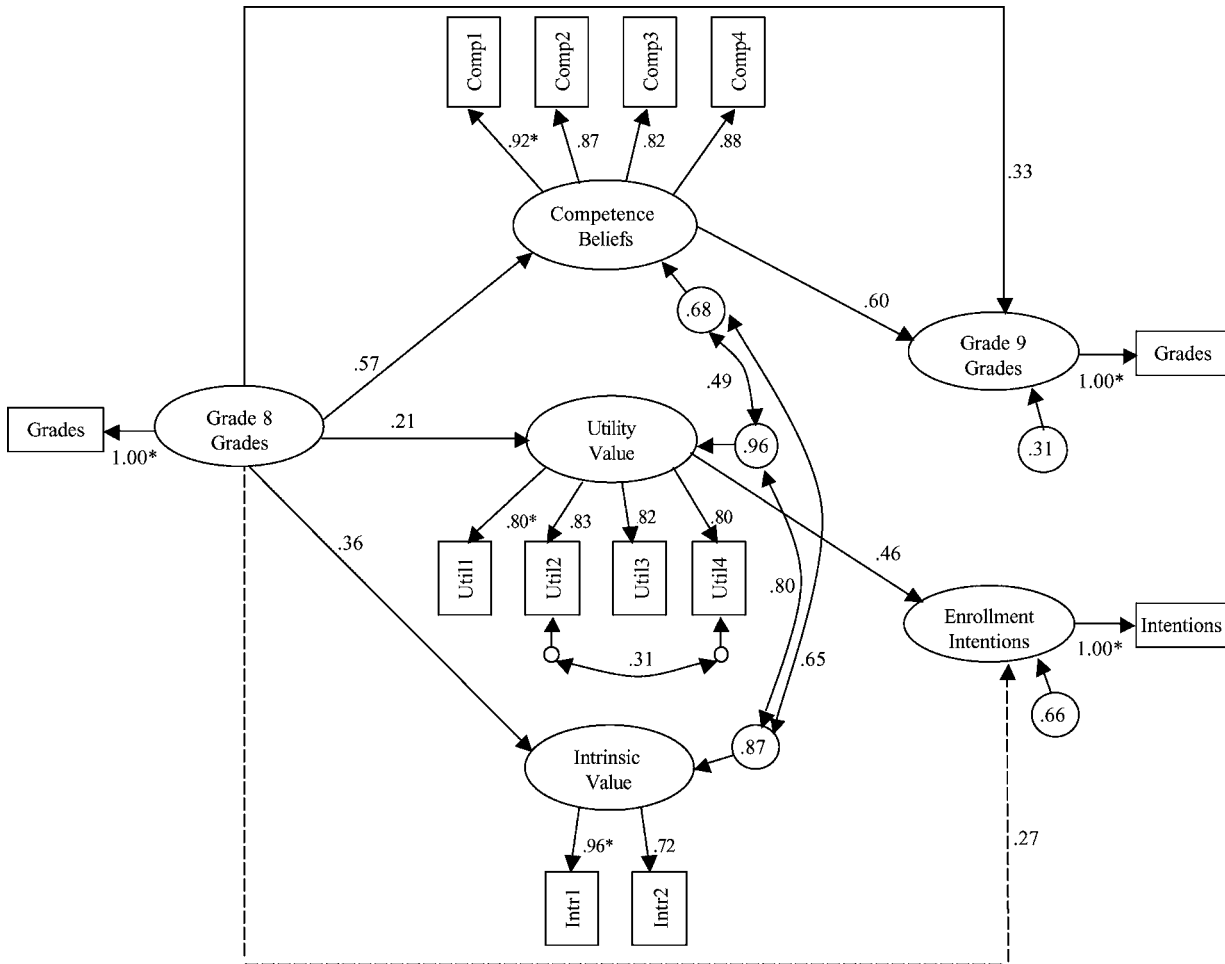 Comp1
Comp2
Comp3
Comp4
.92*
.87
.82
.88
.33
Competence
Beliefs
.68
.60
Grade 9
Grades
Grades
1.00*
.57
.49
Grade 8
Grades
Grades
1.00*
.21
Utility
Value
.96
.31
.80*
.83
.82
.80
.36
.46
Util1
Util2
Util3
Util4
.80
Enrollment
Intentions
Intentions
1.00*
.31
.65
.66
.87
Intrinsic
Value
.27
.96*
.72
Intr1
Intr2